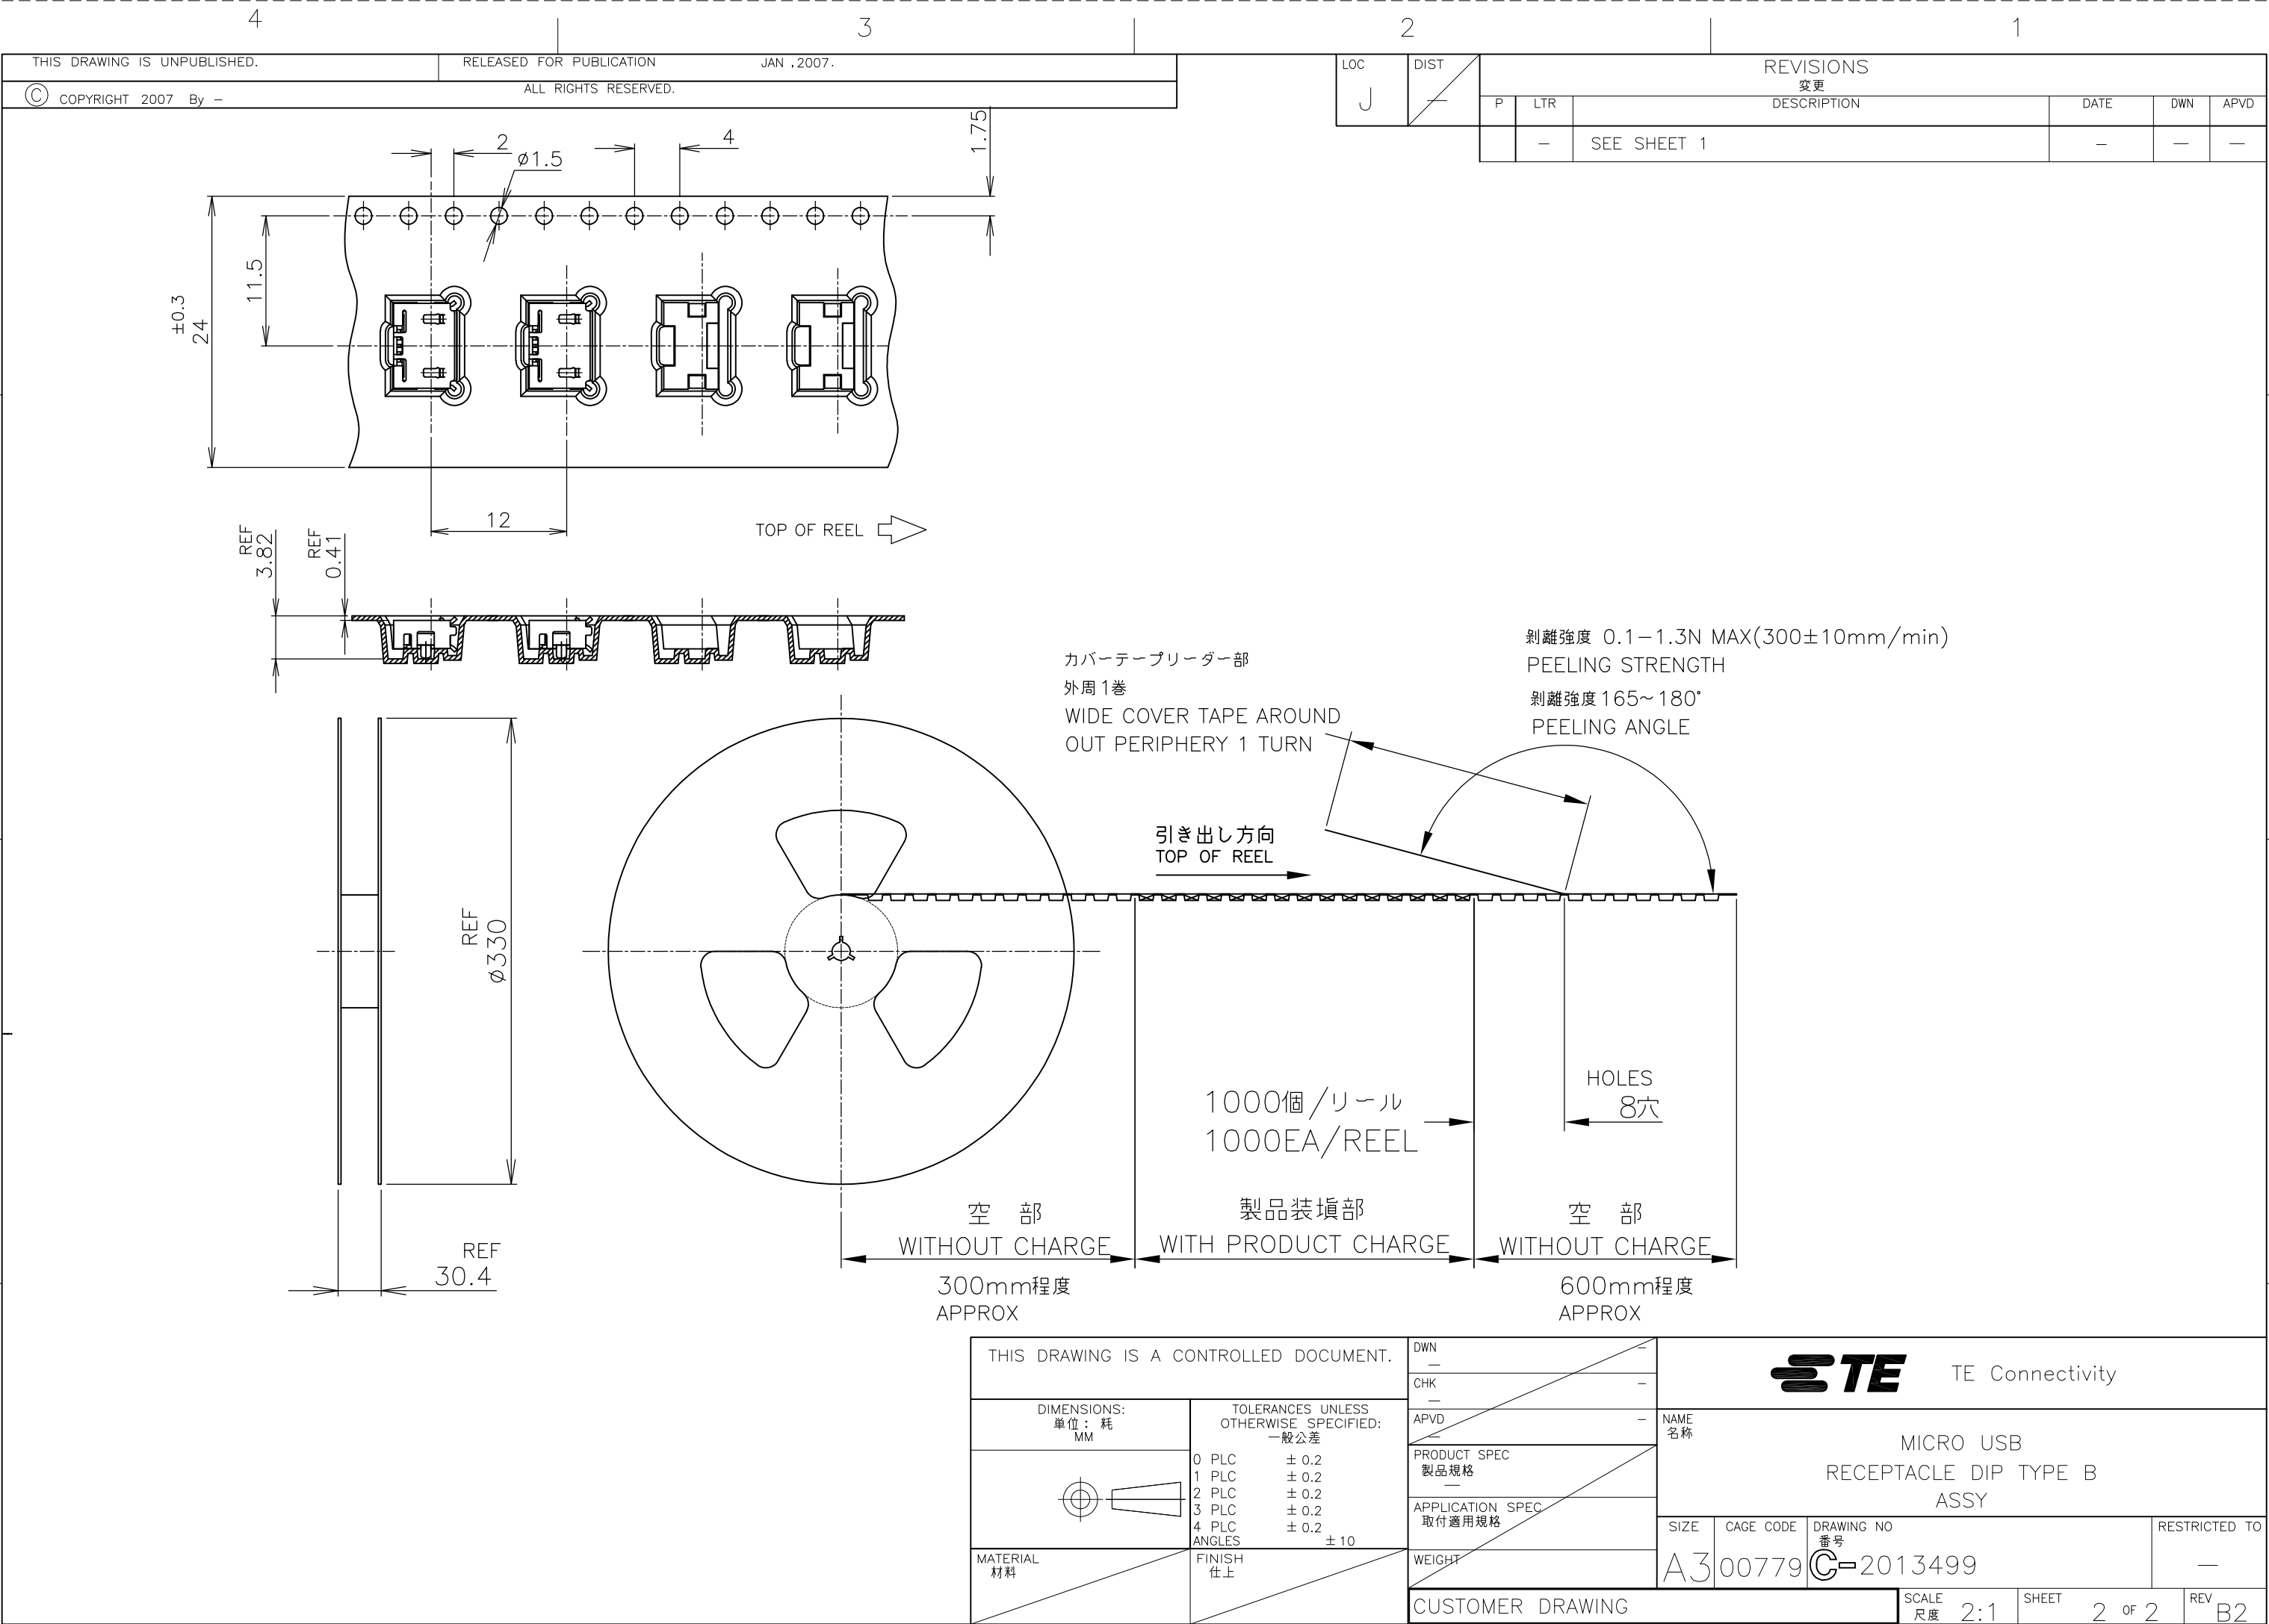 4
3
2
1
THIS DRAWING IS UNPUBLISHED.
RELEASED FOR PUBLICATION
JAN ,2007.
© COPYRIGHT 2007 By –
ALL RIGHTS RESERVED.
LOC
J
DIST
–
REVISIONS
変更
P
LTR
DESCRIPTION
DATE
DWN
APVD
–
SEE SHEET 1
–
–
–
2
ø1.5
4
1.75
±0.3
24
11.5
12
TOP OF REEL
REF
3.82
REF
0.41
カバーテープリーダー部
外周1巻
WIDE COVER TAPE AROUND
OUT PERIPHERY 1 TURN
剝離強度 0.1–1.3N MAX(300±10mm/min)
PEELING STRENGTH
剝離強度165~180°
PEELING ANGLE
引き出し方向
TOP OF REEL
REF
ø330
REF
30.4
HOLES
8穴
1000個/リール
1000EA/REEL
空 部
WITHOUT CHARGE
300mm程度
APPROX
製品装塡部
WITH PRODUCT CHARGE
空 部
WITHOUT CHARGE
600mm程度
APPROX
THIS DRAWING IS A CONTROLLED DOCUMENT.
DIMENSIONS:
単位: 粍
MM
TOLERANCES UNLESS
OTHERWISE SPECIFIED:
一般公差
0 PLC ±0.2
1 PLC ±0.2
2 PLC ±0.2
3 PLC ±0.2
4 PLC ±0.2
ANGLES ±10
MATERIAL
材料
FINISH
仕上
DWN –
–
CHK –
–
APVD –
–
PRODUCT SPEC
製品規格
–
APPLICATION SPEC
取付適用規格
WEIGHT
CUSTOMER DRAWING
TE TE Connectivity
NAME
名称
MICRO USB
RECEPTACLE DIP TYPE B
ASSY
SIZE
A3
CAGE CODE
00779
DRAWING NO
番号
C-2013499
RESTRICTED TO
–
SCALE
尺度 2:1
SHEET
2 OF 2
REV
B2